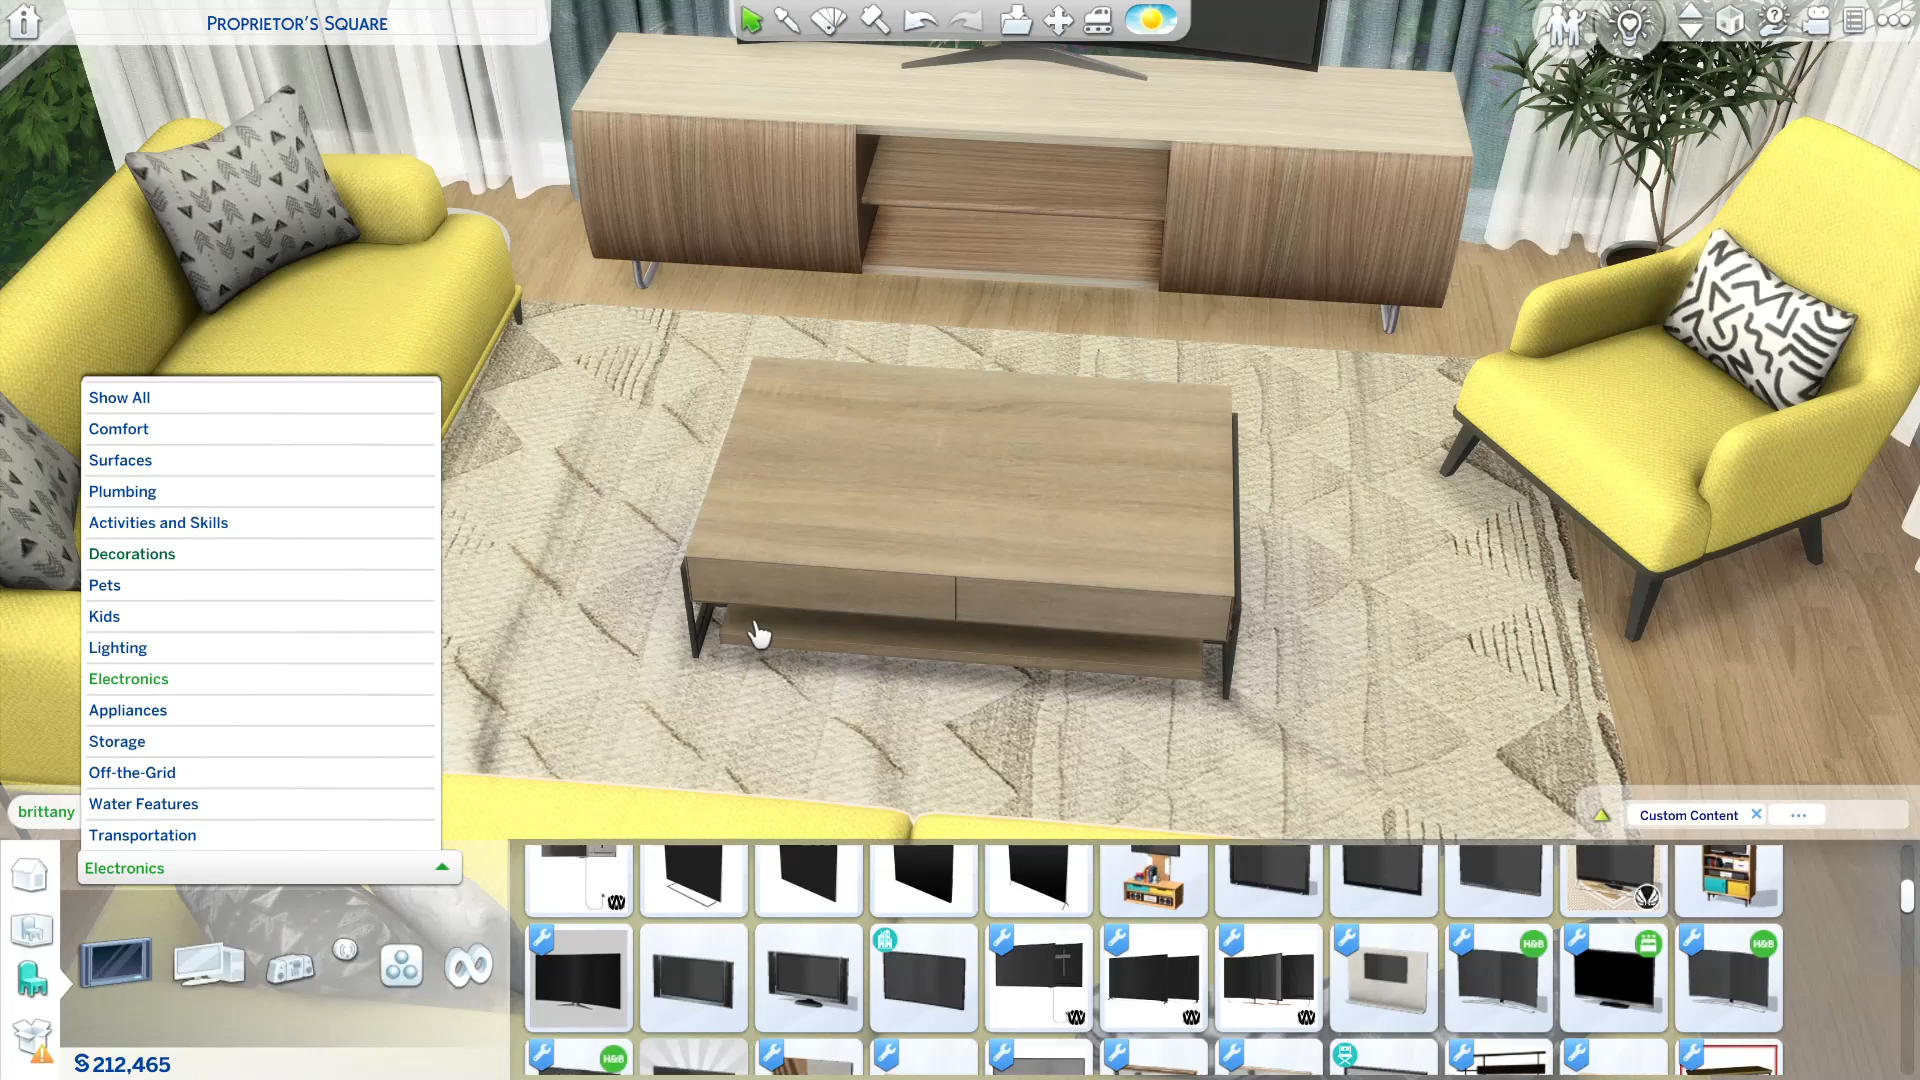 PROPRIETOR'S SQUARE
Show All
Comfort
Surfaces
Plumbing
Activities and Skills
Decorations
Pets
Kids
Lighting
Electronics
Appliances
Storage
Off-the-Grid
Water Features
Transportation
brittany
Custom Content
Electronics
H&B
H&B
H&B
§212,465